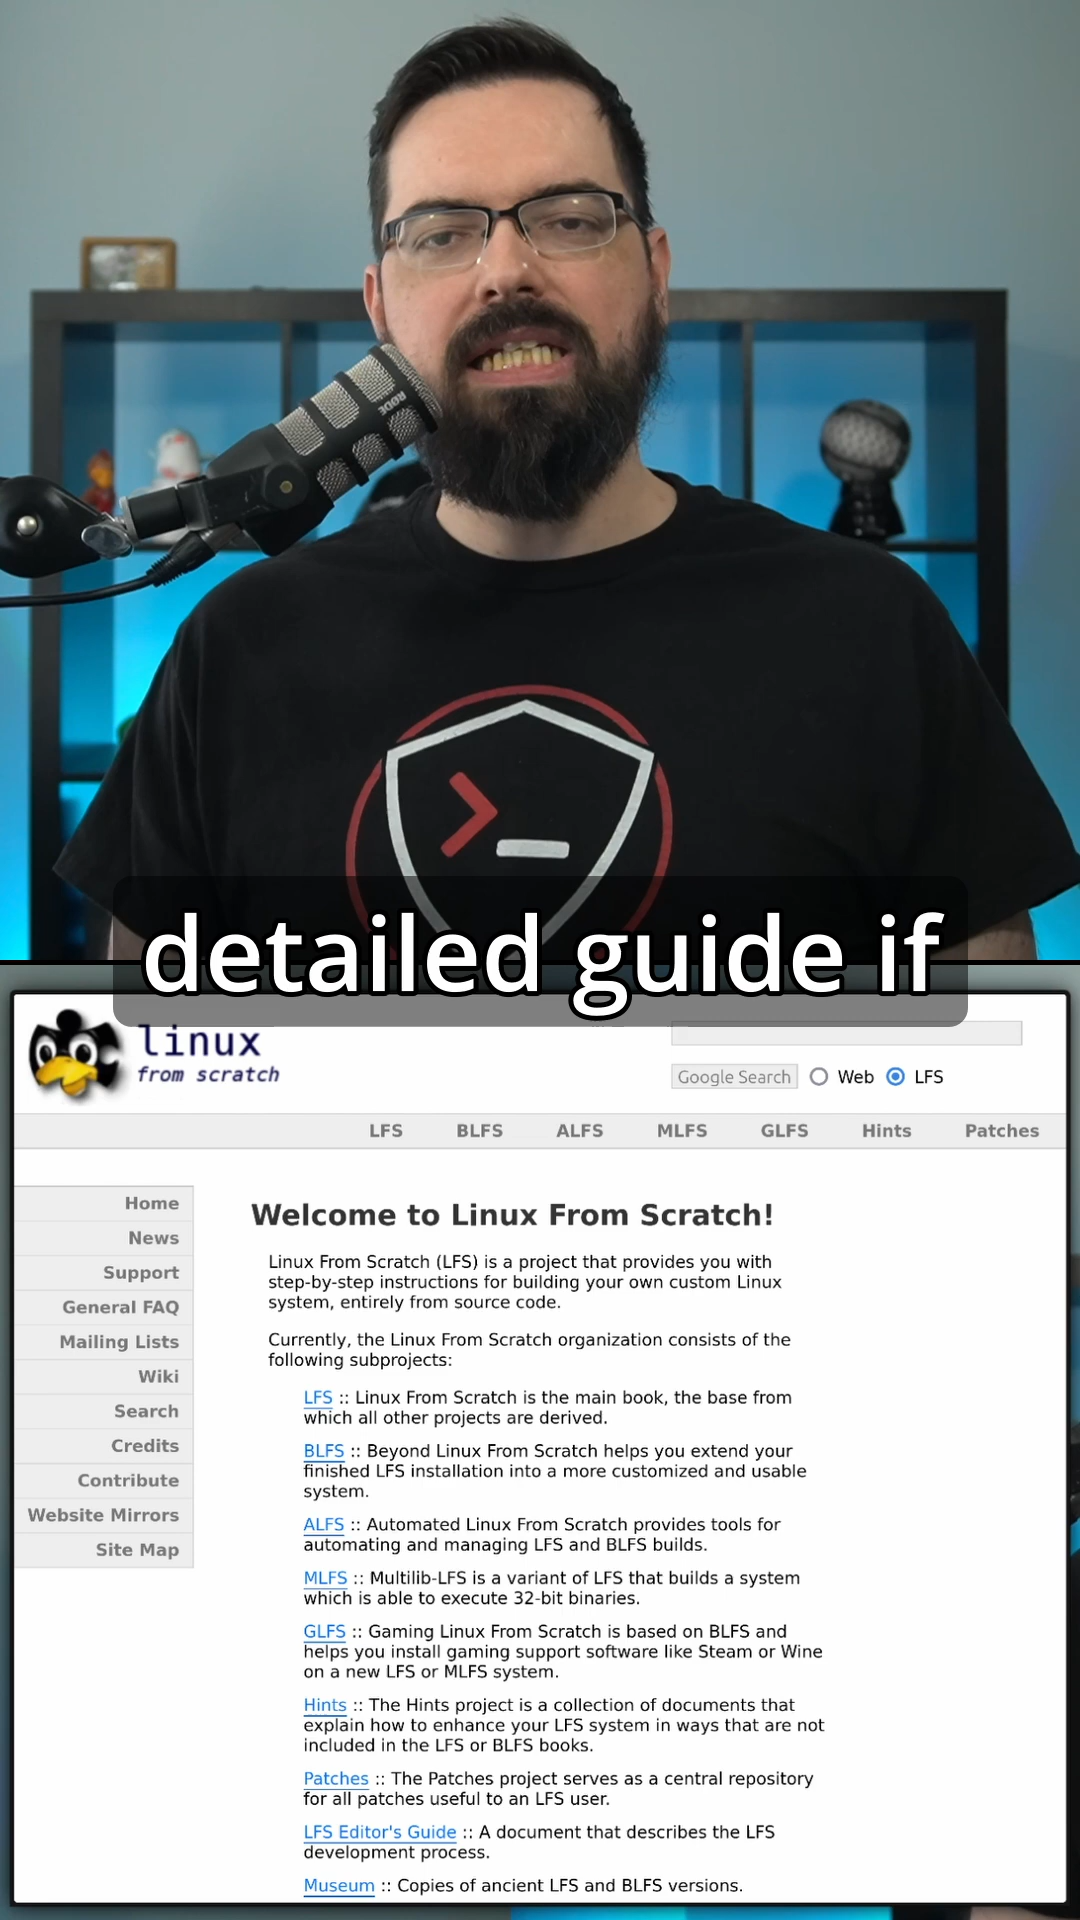 RODE
>_
detailed guide if
linux
from scratch
Google Search Web LFS
LFS BLFS ALFS MLFS GLFS Hints Patches
Home
News
Support
General FAQ
Mailing Lists
Wiki
Search
Credits
Contribute
Website Mirrors
Site Map
Welcome to Linux From Scratch!
Linux From Scratch (LFS) is a project that provides you with
step-by-step instructions for building your own custom Linux
system, entirely from source code.
Currently, the Linux From Scratch organization consists of the
following subprojects:
LFS :: Linux From Scratch is the main book, the base from
which all other projects are derived.
BLFS :: Beyond Linux From Scratch helps you extend your
finished LFS installation into a more customized and usable
system.
ALFS :: Automated Linux From Scratch provides tools for
automating and managing LFS and BLFS builds.
MLFS :: Multilib-LFS is a variant of LFS that builds a system
which is able to execute 32-bit binaries.
GLFS :: Gaming Linux From Scratch is based on BLFS and
helps you install gaming support software like Steam or Wine
on a new LFS or MLFS system.
Hints :: The Hints project is a collection of documents that
explain how to enhance your LFS system in ways that are not
included in the LFS or BLFS books.
Patches :: The Patches project serves as a central repository
for all patches useful to an LFS user.
LFS Editor's Guide :: A document that describes the LFS
development process.
Museum :: Copies of ancient LFS and BLFS versions.